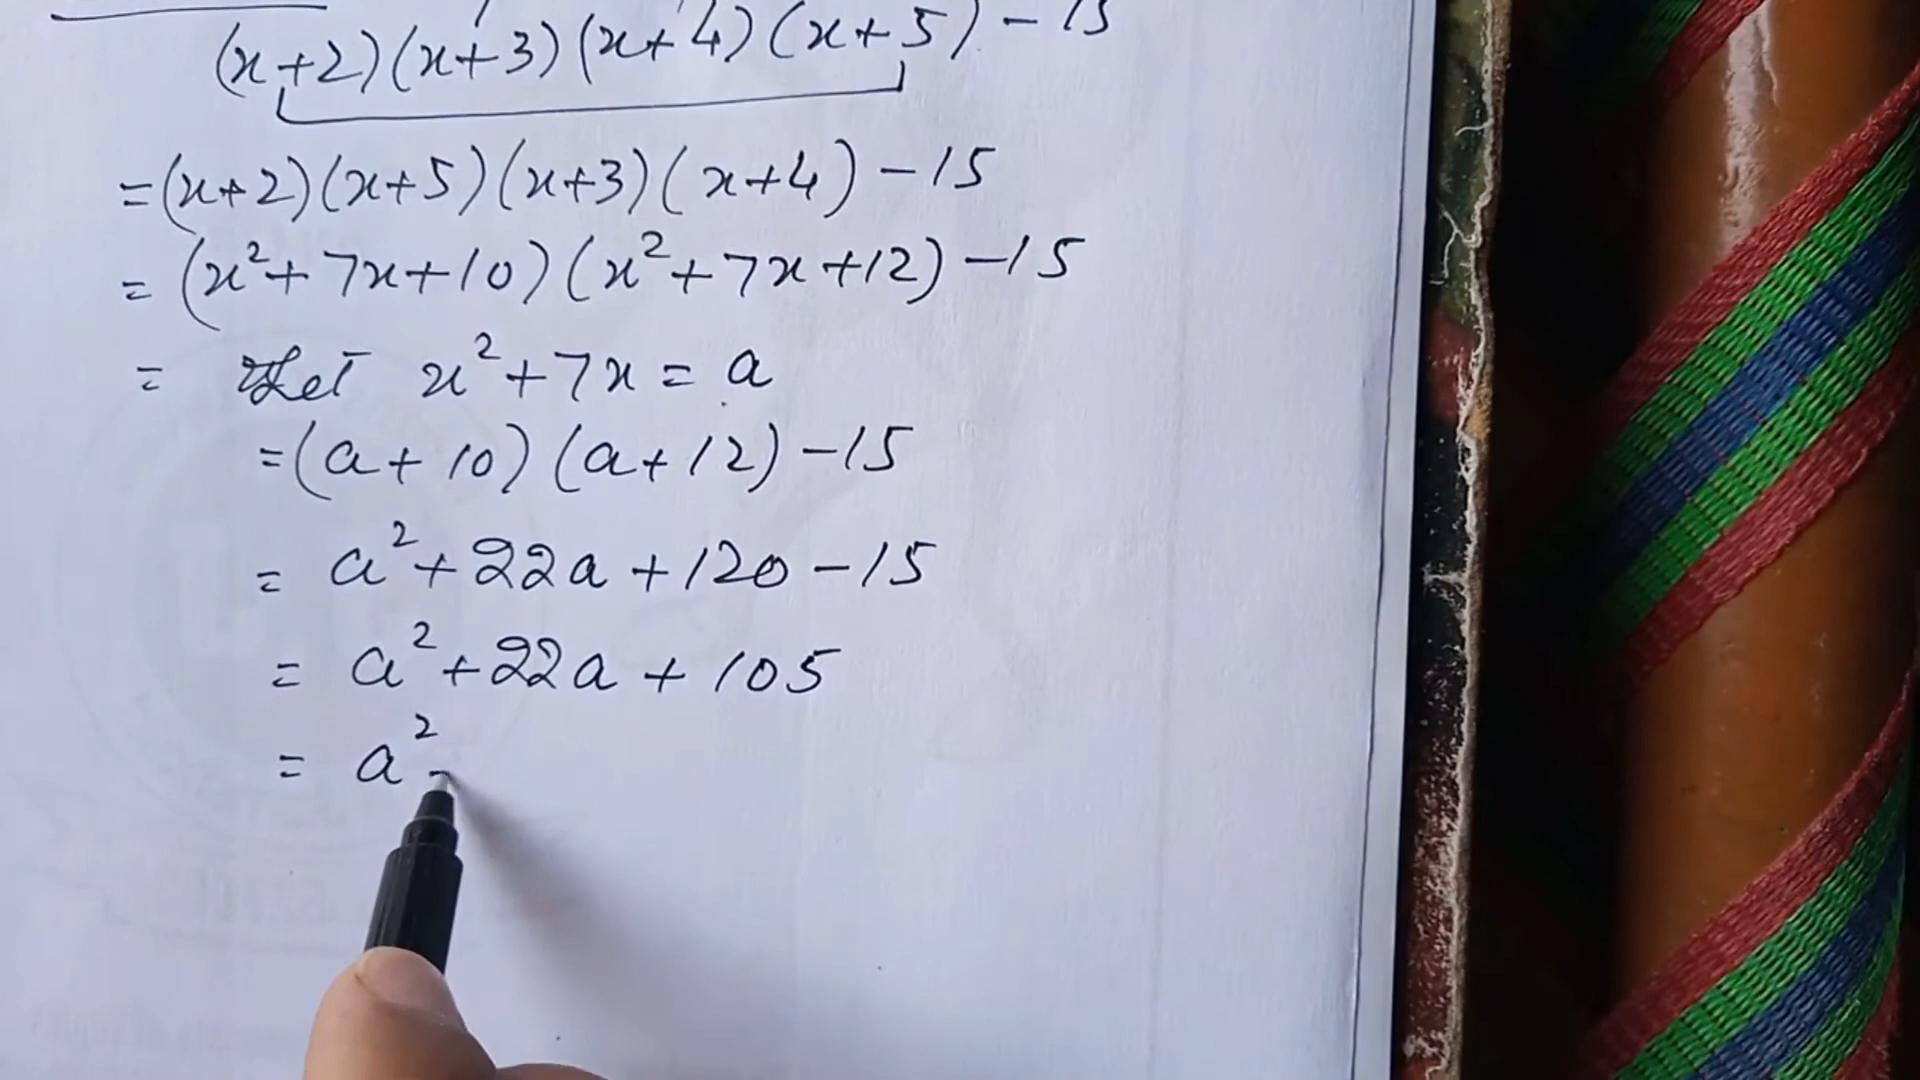 (x+2)(x+3)(x+4)(x+5)-15
=(x+2)(x+5)(x+3)(x+4)-15
= (x²+7x+10)(x²+7x+12)-15
= Let x²+7x = a
=(a+10)(a+12)-15
= a²+22a+120-15
= a²+22a+105
= a²